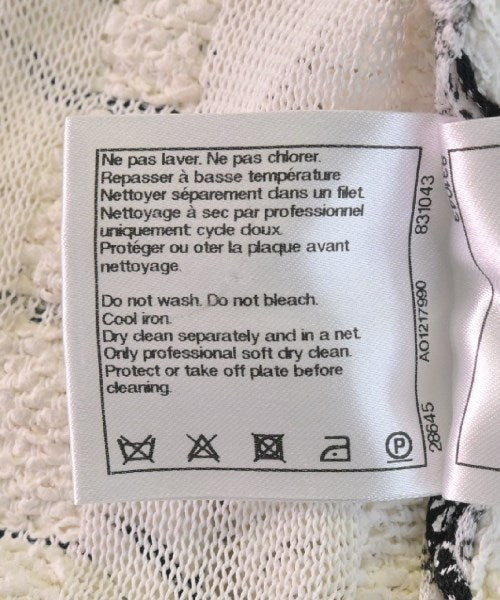 Ne pas laver. Ne pas chlorer.
Repasser à basse température
Nettoyer séparement dans un filet.
Nettoyage à sec par professionnel
uniquement: cycle doux.
Protéger ou oter la plaque avant
nettoyage.
Do not wash. Do not bleach.
Cool iron.
Dry clean separately and in a net.
Only professional soft dry clean.
Protect or take off plate before
cleaning.
P
28645
AO1217990
831043